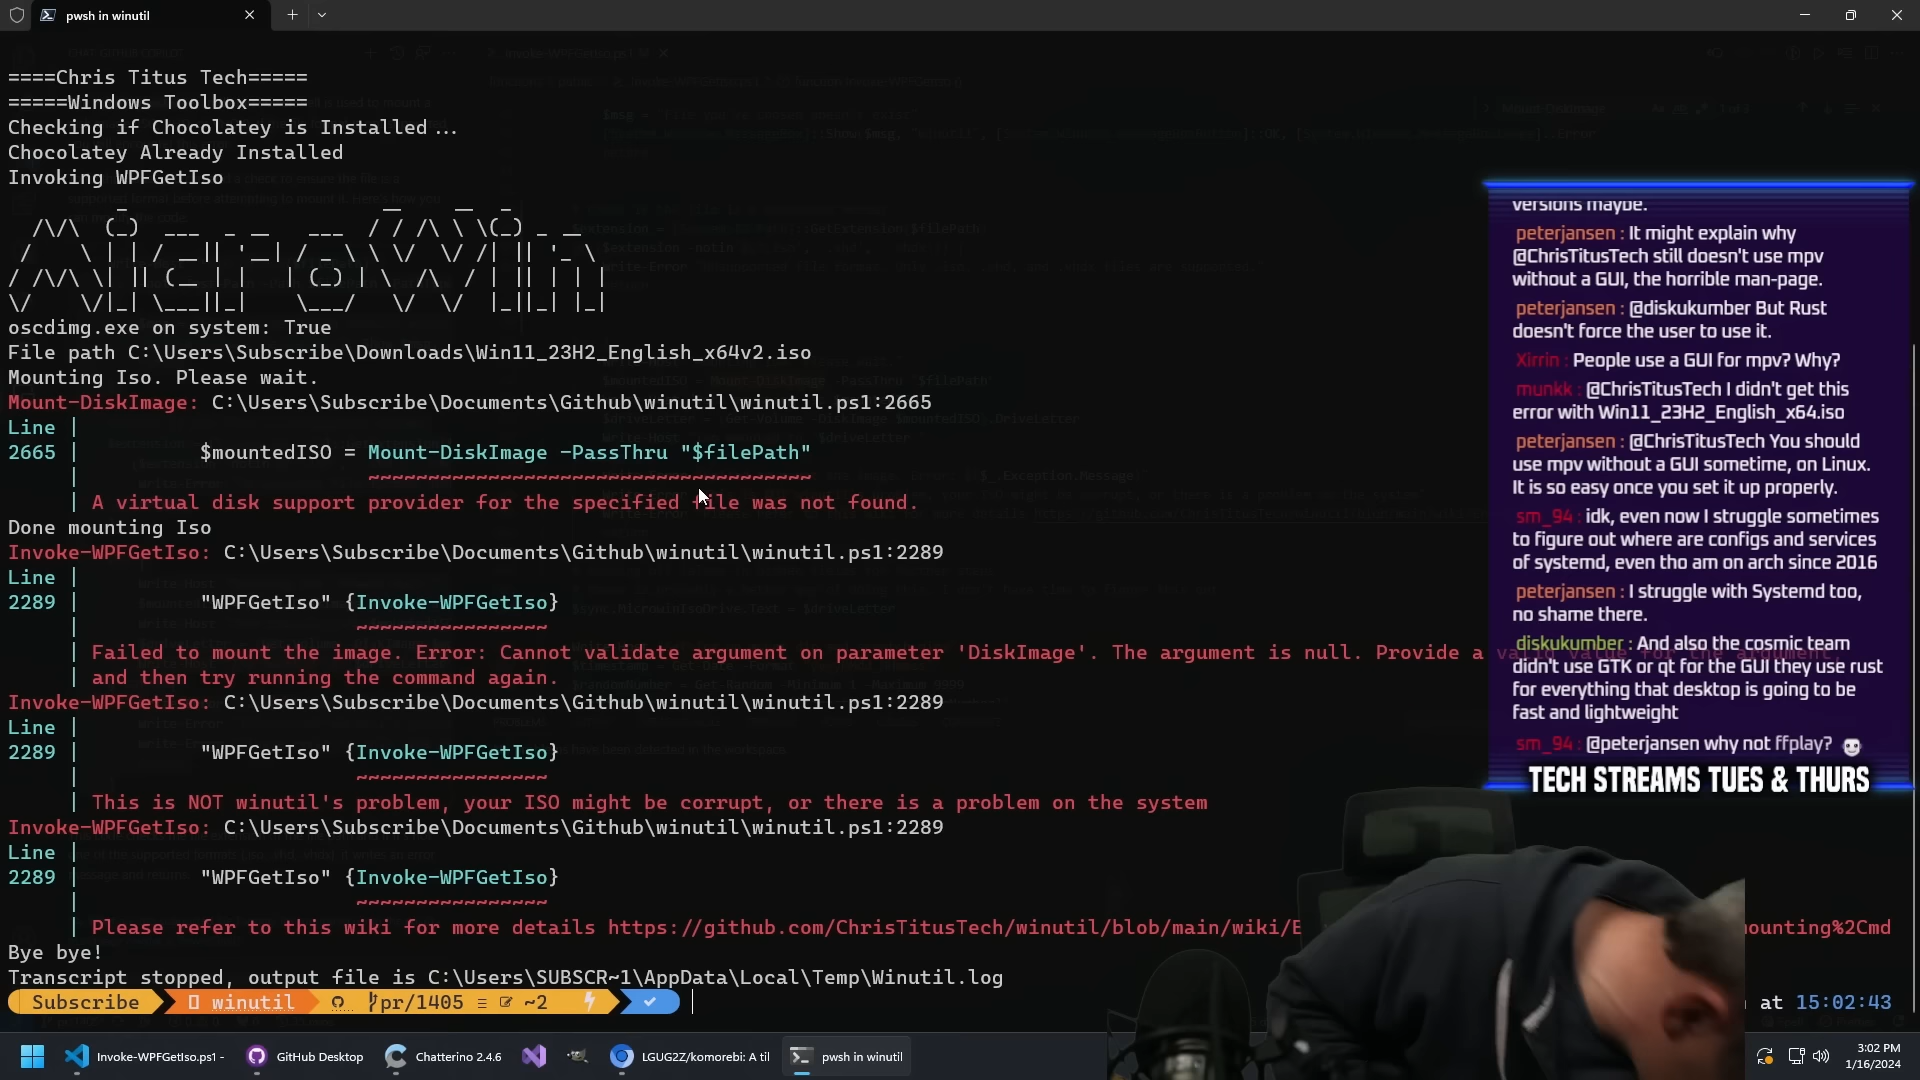 pwsh in winutil
====Chris Titus Tech=====
=====Windows Toolbox=====
Checking if Chocolatey is Installed...
Chocolatey Already Installed
Invoking WPFGetIso
oscdimg.exe on system: True
File path C:\Users\Subscribe\Downloads\Win11_23H2_English_x64v2.iso
Mounting Iso. Please wait.
Mount-DiskImage: C:\Users\Subscribe\Documents\Github\winutil\winutil.ps1:2665
Line |
2665 | $mountedISO = Mount-DiskImage -PassThru "$filePath"
| ~~~~~~~~~~~~~~~~~~~~~~~~~~~~~~~~~~~~~
| A virtual disk support provider for the specified file was not found.
Done mounting Iso
Invoke-WPFGetIso: C:\Users\Subscribe\Documents\Github\winutil\winutil.ps1:2289
Line |
2289 | "WPFGetIso" {Invoke-WPFGetIso}
| ~~~~~~~~~~~~~~~~
| Failed to mount the image. Error: Cannot validate argument on parameter 'DiskImage'. The argument is null. Provide a valid value for the argument,
| and then try running the command again.
Invoke-WPFGetIso: C:\Users\Subscribe\Documents\Github\winutil\winutil.ps1:2289
Line |
2289 | "WPFGetIso" {Invoke-WPFGetIso}
| ~~~~~~~~~~~~~~~~
| This is NOT winutil's problem, your ISO might be corrupt, or there is a problem on the system
Invoke-WPFGetIso: C:\Users\Subscribe\Documents\Github\winutil\winutil.ps1:2289
Line |
2289 | "WPFGetIso" {Invoke-WPFGetIso}
| ~~~~~~~~~~~~~~~~
| Please refer to this wiki for more details https://github.com/ChrisTitusTech/winutil/blob/main/wiki/E ounting%2Cmd
Bye bye!
Transcript stopped, output file is C:\Users\SUBSCR~1\AppData\Local\Temp\Winutil.log
Subscribe winutil pr/1405 ≡ ~2 at 15:02:43
versions maybe.
peterjansen : It might explain why
@ChrisTitusTech still doesn't use mpv
without a GUI, the horrible man-page.
peterjansen : @diskukumber But Rust
doesn't force the user to use it.
Xirrin : People use a GUI for mpv? Why?
munkk : @ChrisTitusTech I didn't get this
error with Win11_23H2_English_x64.iso
peterjansen : @ChrisTitusTech You should
use mpv without a GUI sometime, on Linux.
It is so easy once you set it up properly.
sm_94 : idk, even now I struggle sometimes
to figure out where are configs and services
of systemd, even tho am on arch since 2016
peterjansen : I struggle with Systemd too,
no shame there.
diskukumber : And also the cosmic team
didn't use GTK or qt for the GUI they use rust
for everything that desktop is going to be
fast and lightweight
sm_94 : @peterjansen why not ffplay?
TECH STREAMS TUES & THURS
Invoke-WPFGetIso.ps1 -
GitHub Desktop
Chatterino 2.4.6
LGUG2Z/komorebi: A til
pwsh in winutil
3:02 PM
1/16/2024